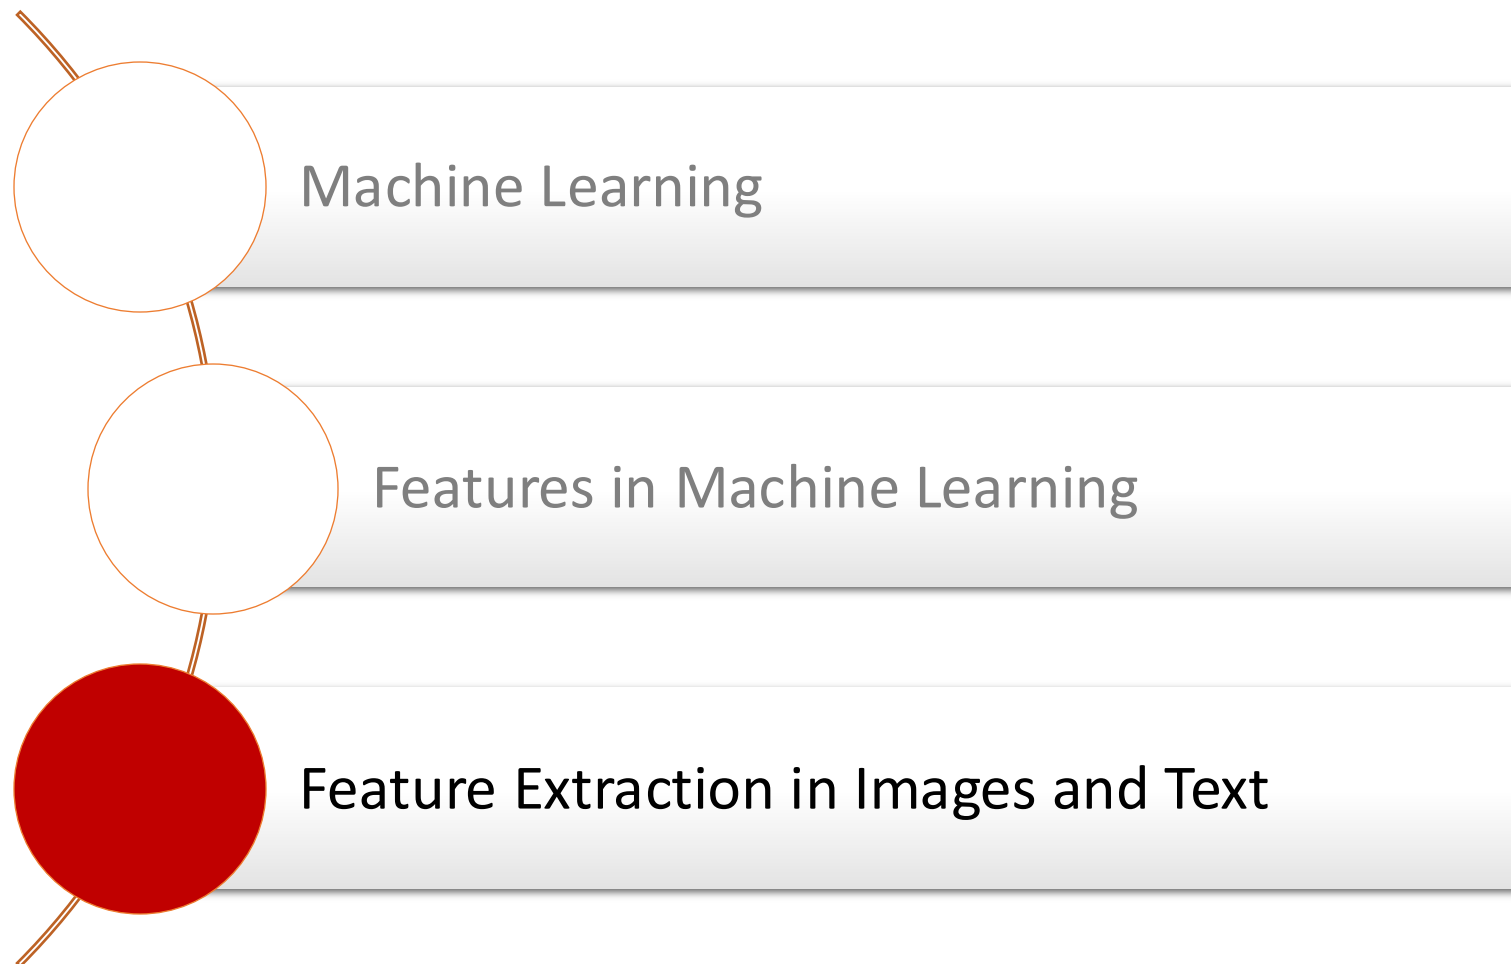 Machine Learning
Features in Machine Learning
Feature Extraction in Images and Text